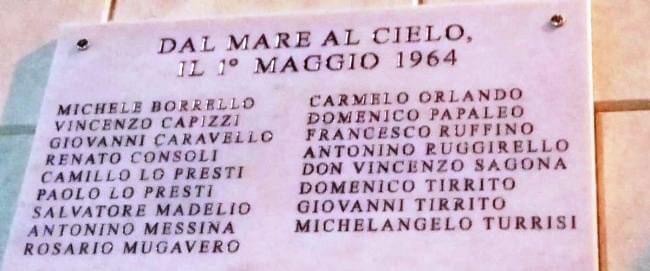 DAL MARE AL CIELO,
IL 1° MAGGIO 1964
MICHELE BORRELLO
VINCENZO CAPIZZI
GIOVANNI CARAVELLO
RENATO CONSOLI
CAMILLO LO PRESTI
PAOLO LO PRESTI
SALVATORE MADELIO
ANTONINO MESSINA
ROSARIO MUGAVERO
CARMELO ORLANDO
DOMENICO PAPALEO
FRANCESCO RUFFINO
ANTONINO RUGGIRELLO
DON VINCENZO SAGONA
DOMENICO TIRRITO
GIOVANNI TIRRITO
MICHELANGELO TURRISI